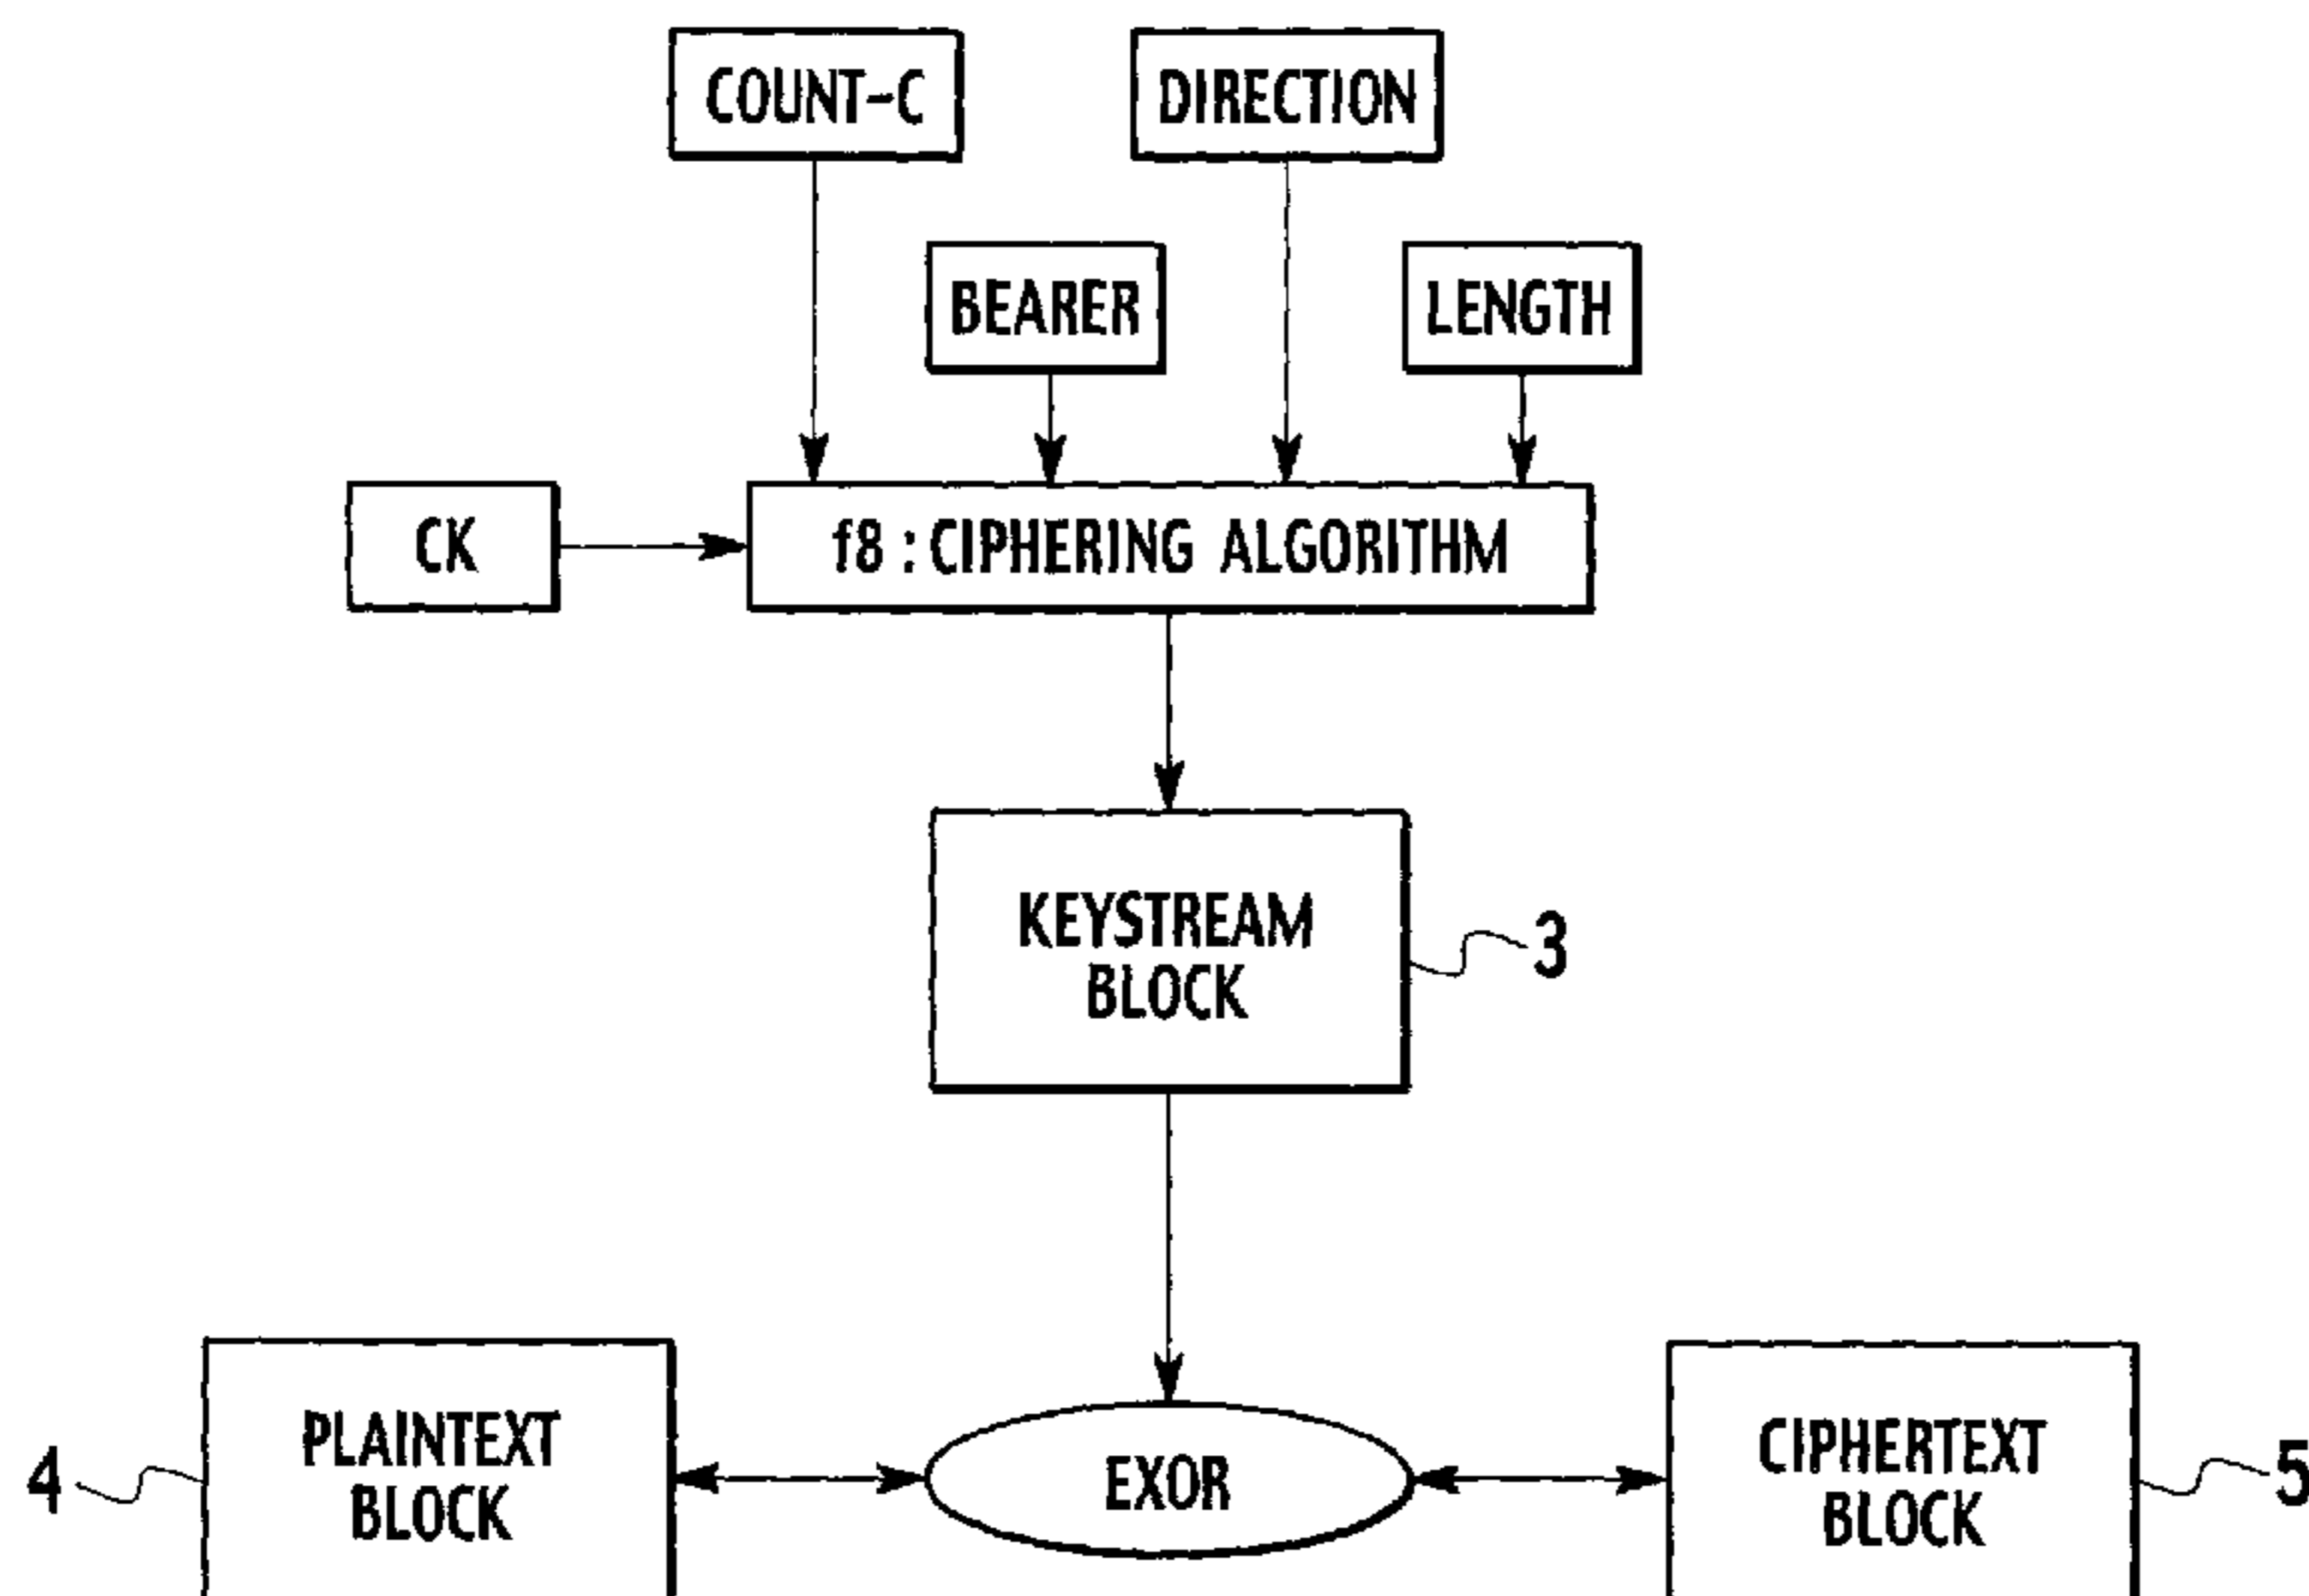 COUNT-C
DIRECTION
BEARER
LENGTH
CK
f8 : CIPHERING ALGORITHM
KEYSTREAM
BLOCK
3
PLAINTEXT
BLOCK
4
EXOR
CIPHERTEXT
BLOCK
5